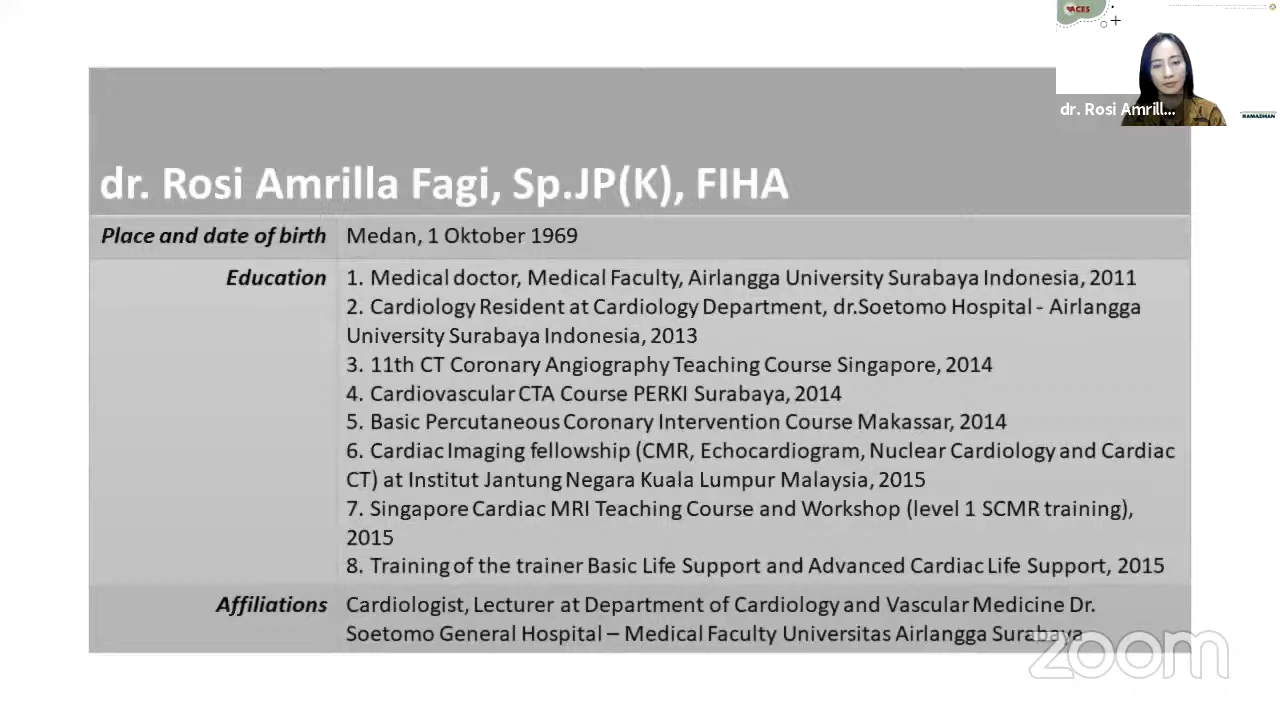 ACES
dr. Rosi Amrill...
RAMADHAN
dr. Rosi Amrilla Fagi, Sp.JP(K), FIHA
Place and date of birth Medan, 1 Oktober 1969
Education 1. Medical doctor, Medical Faculty, Airlangga University Surabaya Indonesia, 2011
2. Cardiology Resident at Cardiology Department, dr.Soetomo Hospital - Airlangga
University Surabaya Indonesia, 2013
3. 11th CT Coronary Angiography Teaching Course Singapore, 2014
4. Cardiovascular CTA Course PERKI Surabaya, 2014
5. Basic Percutaneous Coronary Intervention Course Makassar, 2014
6. Cardiac Imaging fellowship (CMR, Echocardiogram, Nuclear Cardiology and Cardiac
CT) at Institut Jantung Negara Kuala Lumpur Malaysia, 2015
7. Singapore Cardiac MRI Teaching Course and Workshop (level 1 SCMR training),
2015
8. Training of the trainer Basic Life Support and Advanced Cardiac Life Support, 2015
Affiliations Cardiologist, Lecturer at Department of Cardiology and Vascular Medicine Dr.
Soetomo General Hospital – Medical Faculty Universitas Airlangga Surabaya
zoom